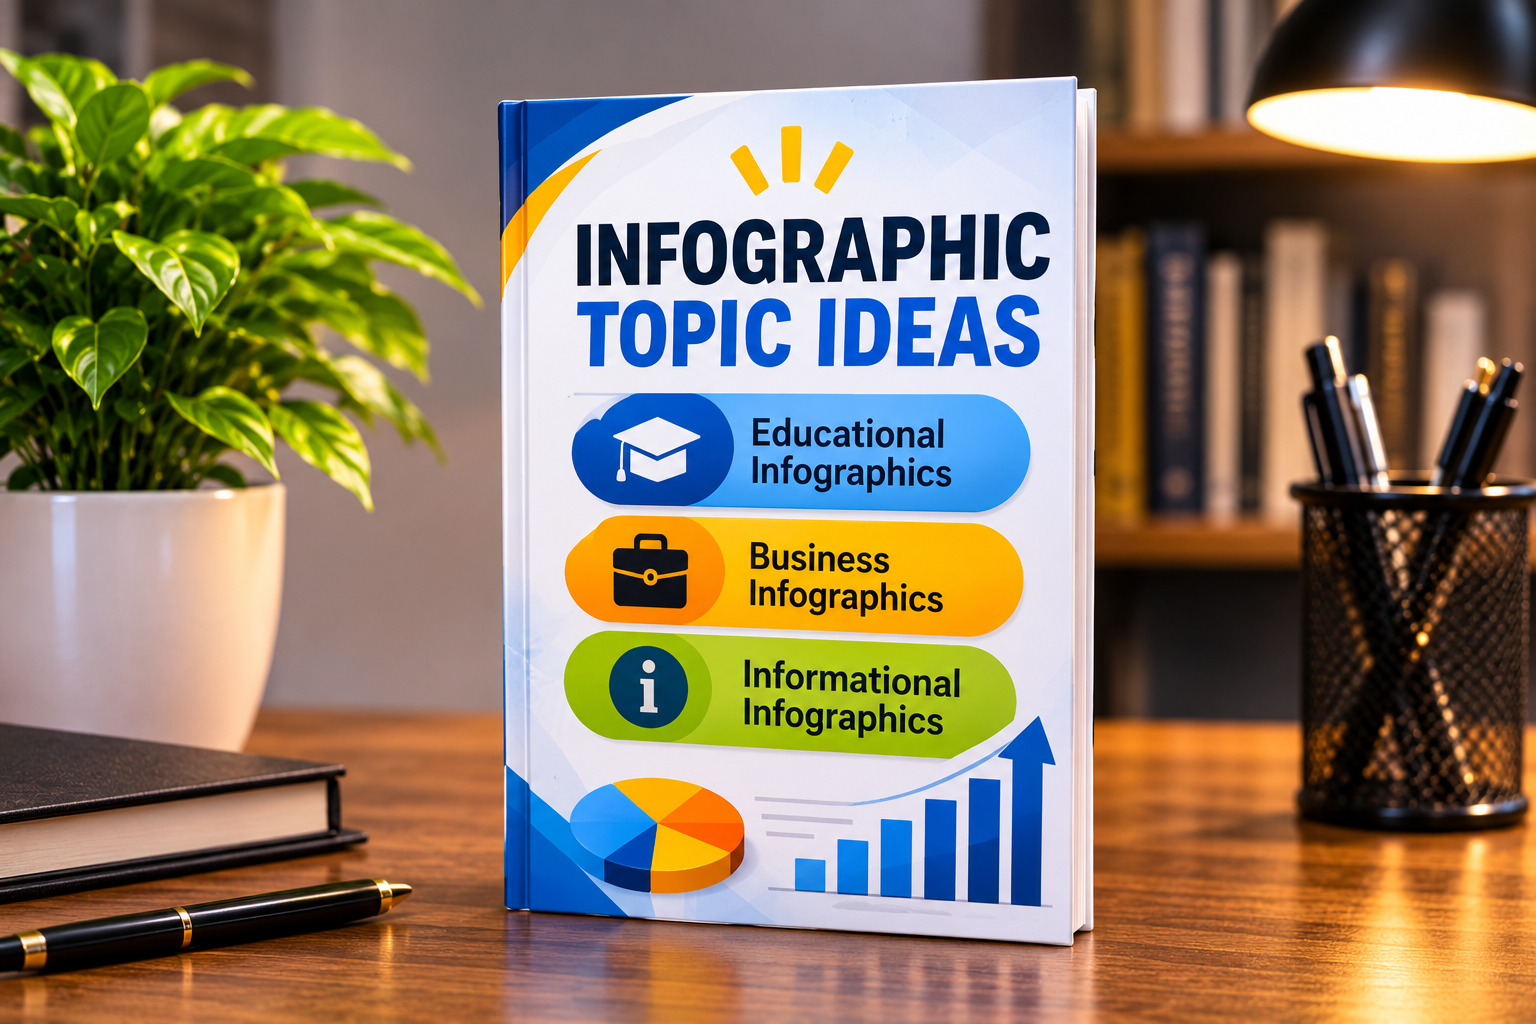 INFOGRAPHIC
TOPIC IDEAS
Educational
Infographics
Business
Infographics
i
Informational
Infographics